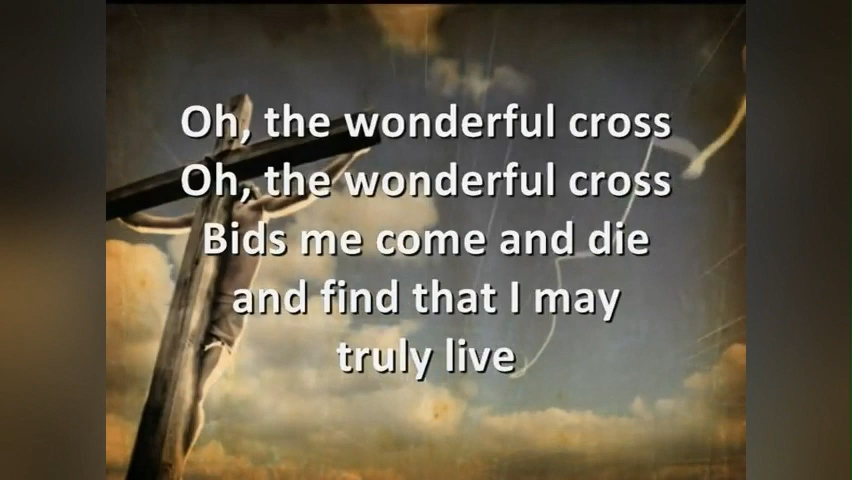 Oh, the wonderful cross
Oh, the wonderful cross
Bids me come and die
and find that I may
truly live